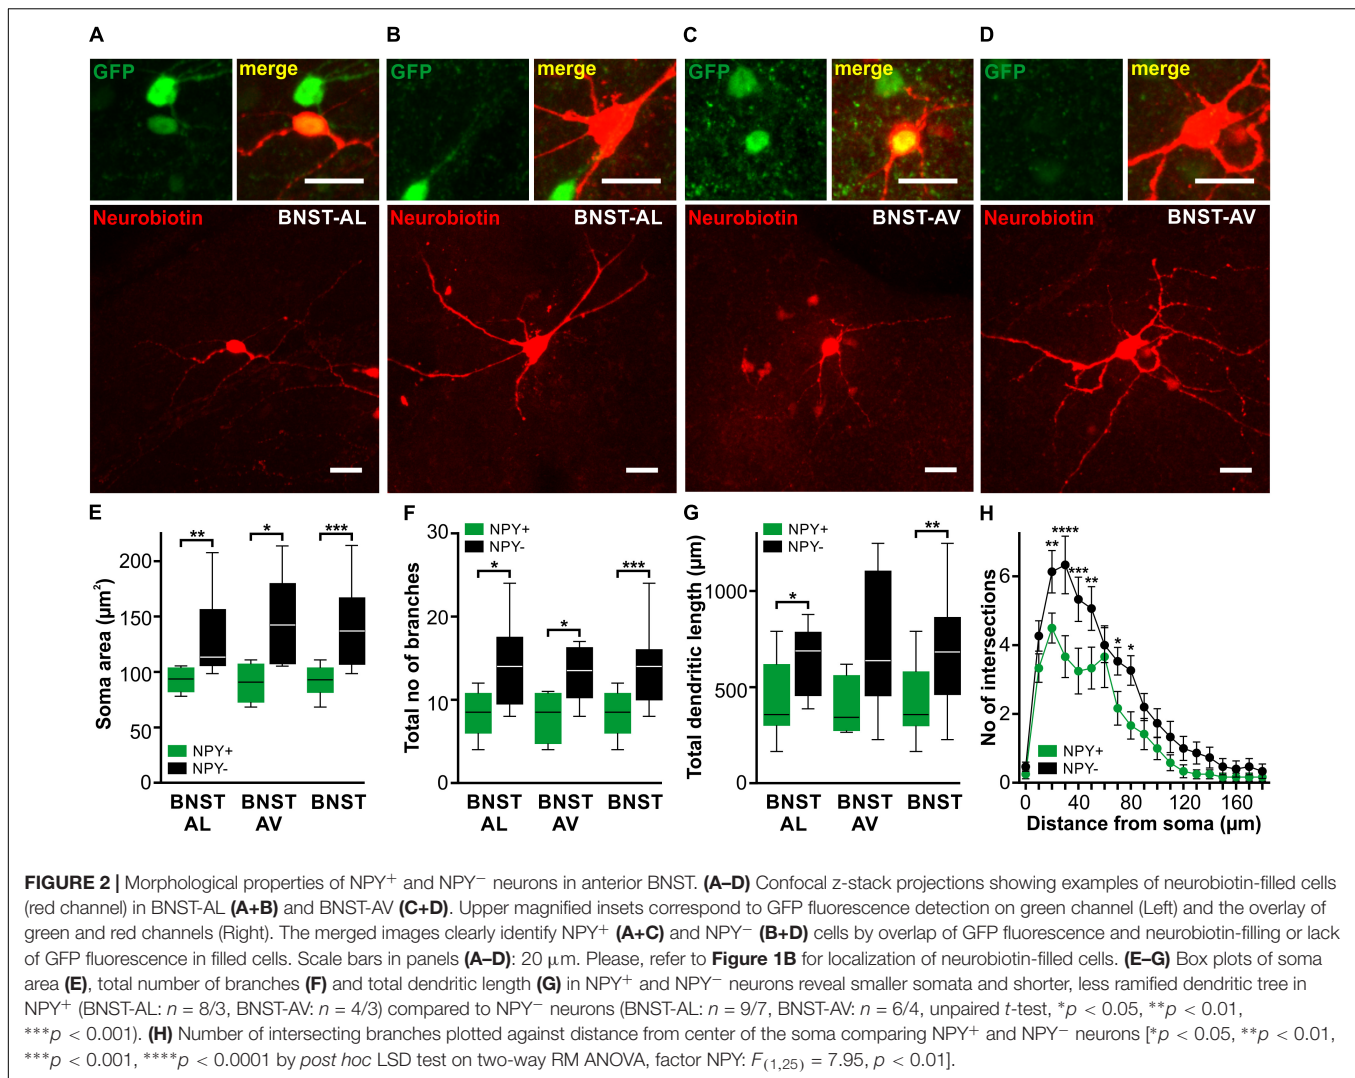 A
B
C
D
GFP
merge
GFP
merge
GFP
merge
GFP
merge
Neurobiotin
BNST-AL
Neurobiotin
BNST-AL
Neurobiotin
BNST-AV
Neurobiotin
BNST-AV
E
Soma area (µm²)
200
150
100
50
0
**
*
***
NPY+
NPY-
BNST
AL
BNST
AV
BNST
F
Total no of branches
30
20
10
0
NPY+
NPY-
*
*
***
BNST
AL
BNST
AV
BNST
G
Total dendritic length (µm)
1000
500
0
NPY+
NPY-
*
**
BNST
AL
BNST
AV
BNST
H
No of intersections
6
4
2
0
**
****
***
**
*
*
NPY+
NPY-
0
40
80
120
160
Distance from soma (µm)
FIGURE 2 | Morphological properties of NPY⁺ and NPY⁻ neurons in anterior BNST. (A–D) Confocal z-stack projections showing examples of neurobiotin-filled cells
(red channel) in BNST-AL (A+B) and BNST-AV (C+D). Upper magnified insets correspond to GFP fluorescence detection on green channel (Left) and the overlay of
green and red channels (Right). The merged images clearly identify NPY⁺ (A+C) and NPY⁻ (B+D) cells by overlap of GFP fluorescence and neurobiotin-filling or lack
of GFP fluorescence in filled cells. Scale bars in panels (A–D): 20 µm. Please, refer to Figure 1B for localization of neurobiotin-filled cells. (E–G) Box plots of soma
area (E), total number of branches (F) and total dendritic length (G) in NPY⁺ and NPY⁻ neurons reveal smaller somata and shorter, less ramified dendritic tree in
NPY⁺ (BNST-AL: n = 8/3, BNST-AV: n = 4/3) compared to NPY⁻ neurons (BNST-AL: n = 9/7, BNST-AV: n = 6/4, unpaired t-test, *p < 0.05, **p < 0.01,
***p < 0.001). (H) Number of intersecting branches plotted against distance from center of the soma comparing NPY⁺ and NPY⁻ neurons [*p < 0.05, **p < 0.01,
***p < 0.001, ****p < 0.0001 by post hoc LSD test on two-way RM ANOVA, factor NPY: F(1,25) = 7.95, p < 0.01].